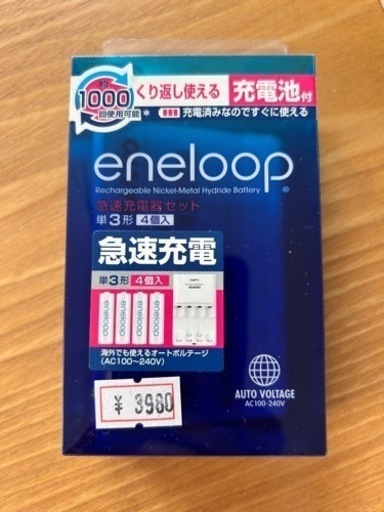 約
1000
回使用可能
くり返し使える
充電池付
*
充電済みなのですぐに使える
eneloop
®
Rechargeable Nickel-Metal Hydride Battery
急速充電器セット
単3形 4個入
急速充電
単3形 4個入
eneloop eneloop eneloop eneloop
海外でも使えるオートボルテージ
(AC100~240V)
¥ 3980
AUTO VOLTAGE
AC100-240V